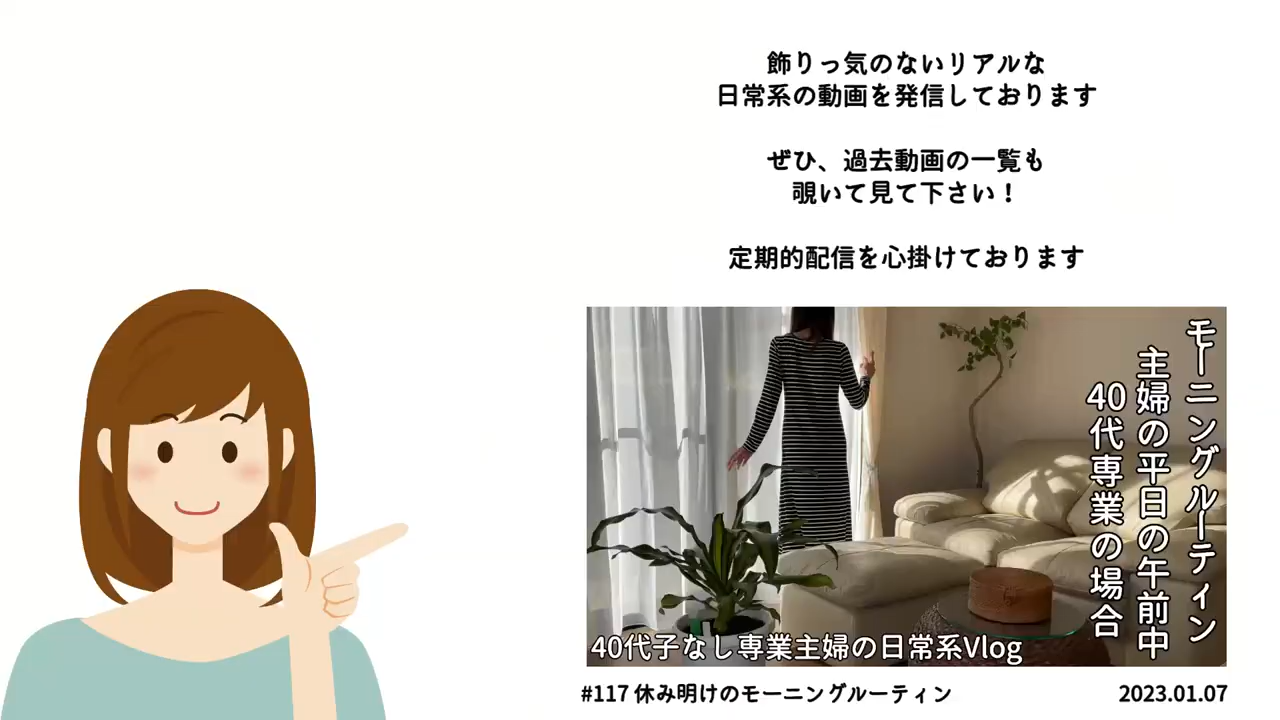 飾りっ気のないリアルな
日常系の動画を発信しております
ぜひ、過去動画の一覧も
覗いて見て下さい！
定期的配信を心掛けております
モーニングルーティン
主婦の平日の午前中
40代専業の場合
40代子なし専業主婦の日常系Vlog
#117 休み明けのモーニングルーティン
2023.01.07